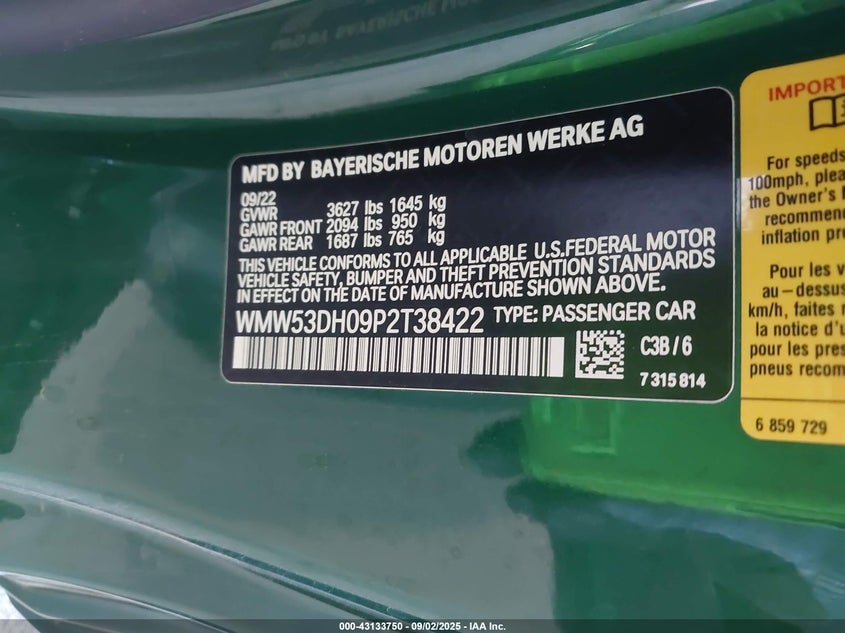 MFD BY BAYERISCHE MOTOREN WERKE AG
09/22
GVWR 3627 lbs 1645 kg
GAWR FRONT 2094 lbs 950 kg
GAWR REAR 1687 lbs 765 kg
THIS VEHICLE CONFORMS TO ALL APPLICABLE U.S.FEDERAL MOTOR
VEHICLE SAFETY, BUMPER AND THEFT PREVENTION STANDARDS
IN EFFECT ON THE DATE OF MANUFACTURE SHOWN ABOVE.
WMW53DH09P2T38422 TYPE: PASSENGER CAR
C3B / 6
7 315 814
IMPORT
For speeds
100mph, plea
the Owner's
recommen
inflation pre
Pour les v
au-dessus
km/h, faites
la notice d'u
pour les pres
pneus recom
6 859 729
000-43133750 - 09/02/2025 - IAA Inc.